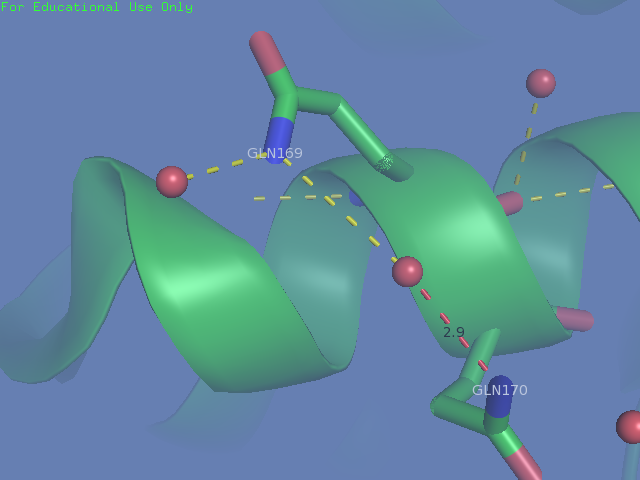 For Educational Use Only
GLN169
2.9
GLN170